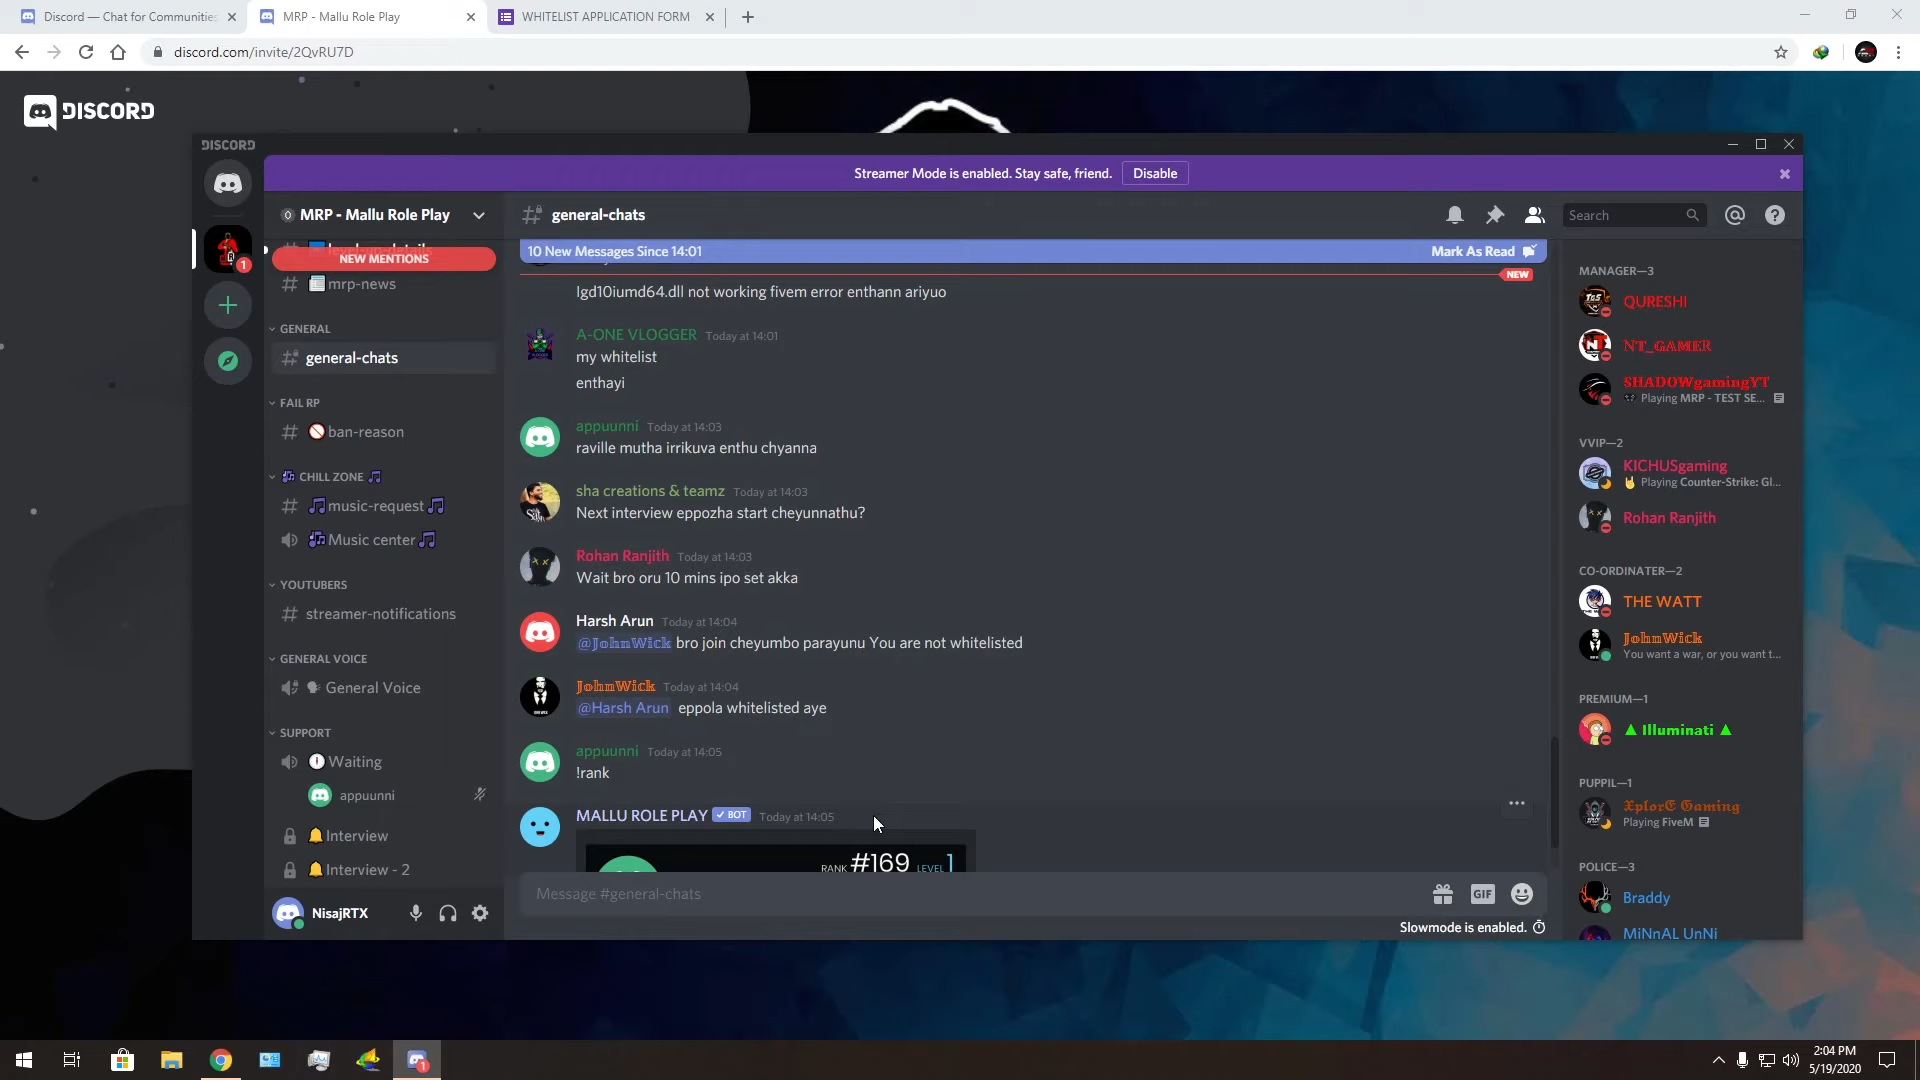 Discord — Chat for Communities
MRP - Mallu Role Play
WHITELIST APPLICATION FORM
discord.com/invite/2QvRU7D
DISCORD
DISCORD
Streamer Mode is enabled. Stay safe, friend.
Disable
MRP - Mallu Role Play
general-chats
Search
NEW MENTIONS
mrp-news
GENERAL
general-chats
FAIL RP
ban-reason
CHILL ZONE
music-request
Music center
YOUTUBERS
streamer-notifications
GENERAL VOICE
General Voice
SUPPORT
Waiting
appuunni
Interview
Interview - 2
NisajRTX
10 New Messages Since 14:01
Mark As Read
NEW
lgd10iumd64.dll not working fivem error enthann ariyuo
A-ONE VLOGGER Today at 14:01
my whitelist
enthayi
appuunni Today at 14:03
raville mutha irrikuva enthu chyanna
sha creations & teamz Today at 14:03
Next interview eppozha start cheyunnathu?
Rohan Ranjith Today at 14:03
Wait bro oru 10 mins ipo set akka
Harsh Arun Today at 14:04
@𝕁𝕠𝕙𝕟𝕎𝕚𝕔𝕜 bro join cheyumbo parayunu You are not whitelisted
𝕁𝕠𝕙𝕟𝕎𝕚𝕔𝕜 Today at 14:04
@Harsh Arun eppola whitelisted aye
appuunni Today at 14:05
!rank
MALLU ROLE PLAY ✓ BOT Today at 14:05
RANK #169 LEVEL 1
Message #general-chats
GIF
Slowmode is enabled.
MANAGER—3
QURESHI
NT_GAMER
SHADOWgamingYT
Playing MRP - TEST SE...
VVIP—2
KICHUSgaming
Playing Counter-Strike: Gl...
Rohan Ranjith
CO-ORDINATER—2
THE WATT
𝕁𝕠𝕙𝕟𝕎𝕚𝕔𝕜
You want a war, or you want t...
PREMIUM—1
▲ Illuminati ▲
PUPPIL—1
𝖃𝖕𝖑𝖔𝖗𝕰 𝕲𝖆𝖒𝖎𝖓𝖌
Playing FiveM
POLICE—3
Braddy
MiNnAL UnNi
1
1
2:04 PM
5/19/2020